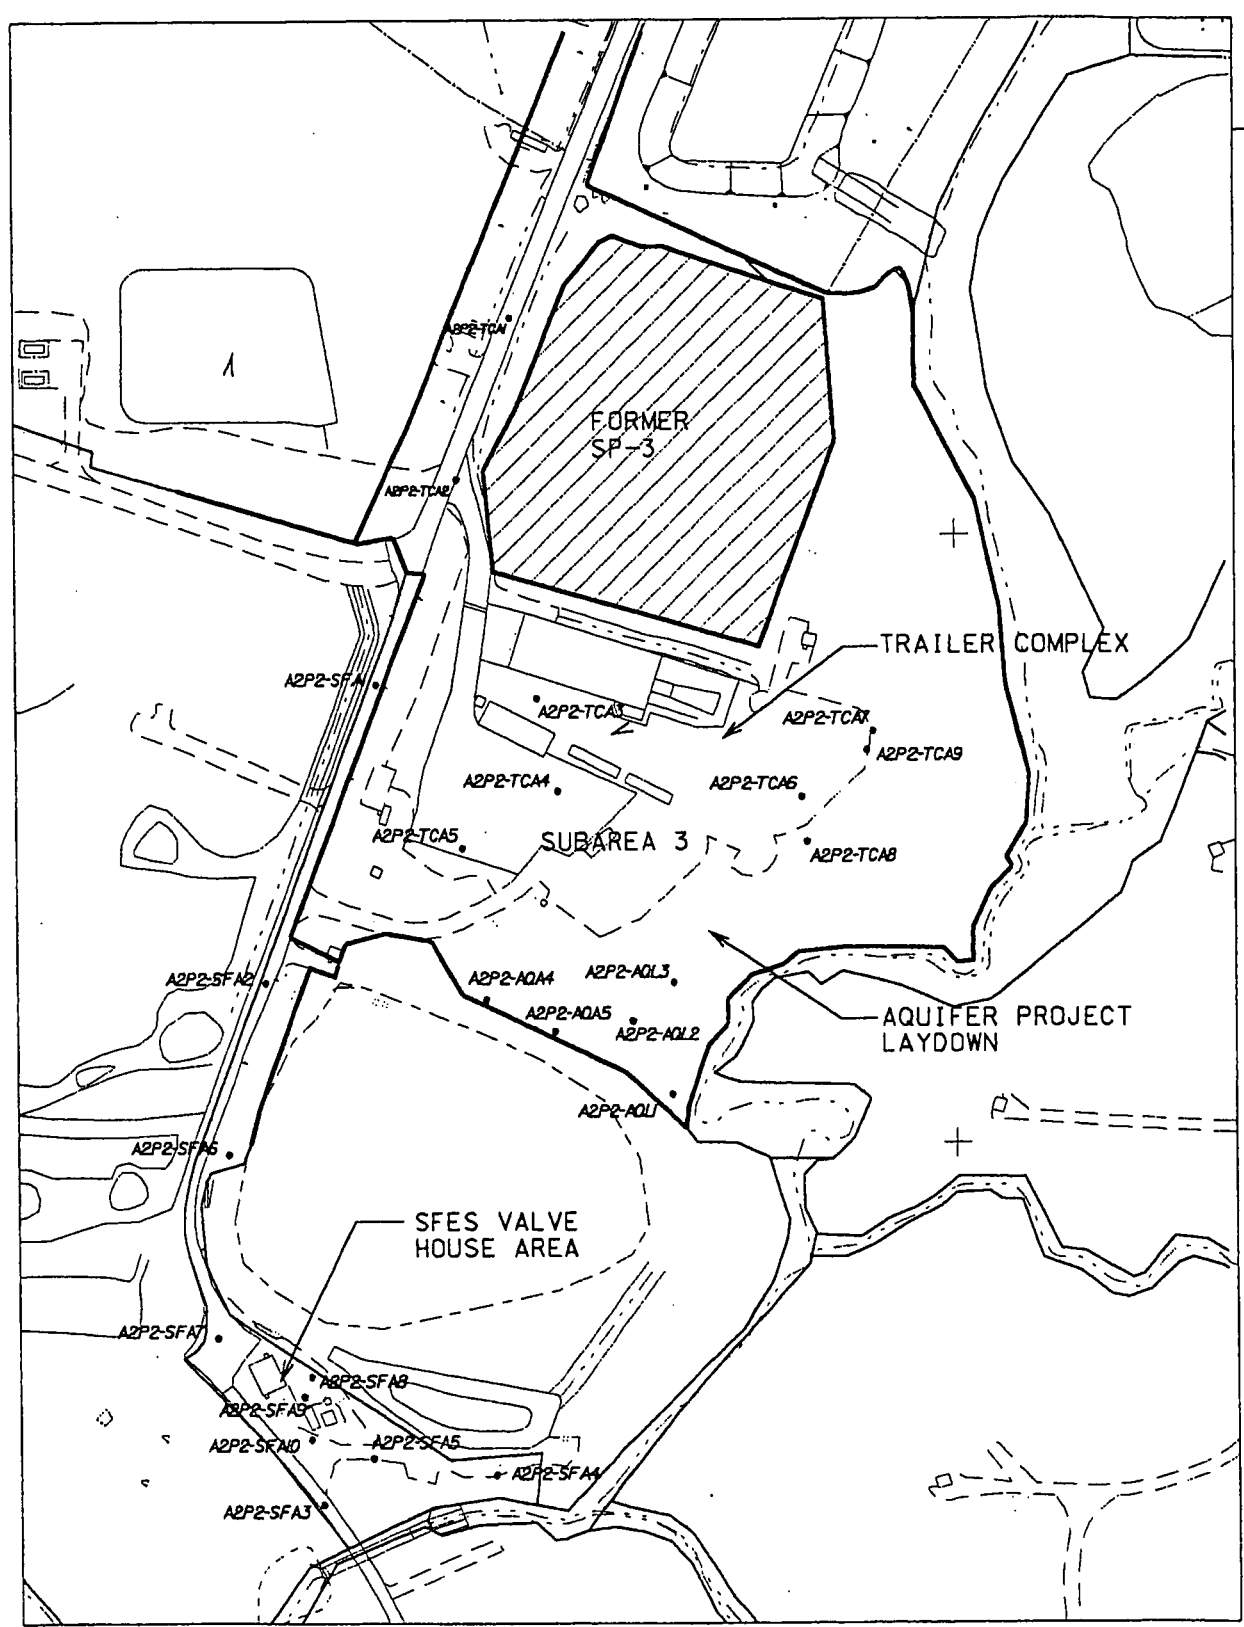 A2P2-TCA1
FORMER
SP-3
A2P2-TCA2
TRAILER COMPLEX
A2P2-SFA1
A2P2-TCA3
A2P2-TCA7
A2P2-TCA9
A2P2-TCA4
A2P2-TCA6
A2P2-TCA5
SUBAREA 3
A2P2-TCA8
A2P2-SFA2
A2P2-AQA4
A2P2-AQL3
A2P2-AQA5
A2P2-AQL2
AQUIFER PROJECT
LAYDOWN
A2P2-AQL1
A2P2-SFA6
SFES VALVE
HOUSE AREA
A2P2-SFA7
A2P2-SFA8
A2P2-SFA9
A2P2-SFA10
A2P2-SFA5
A2P2-SFA4
A2P2-SFA3